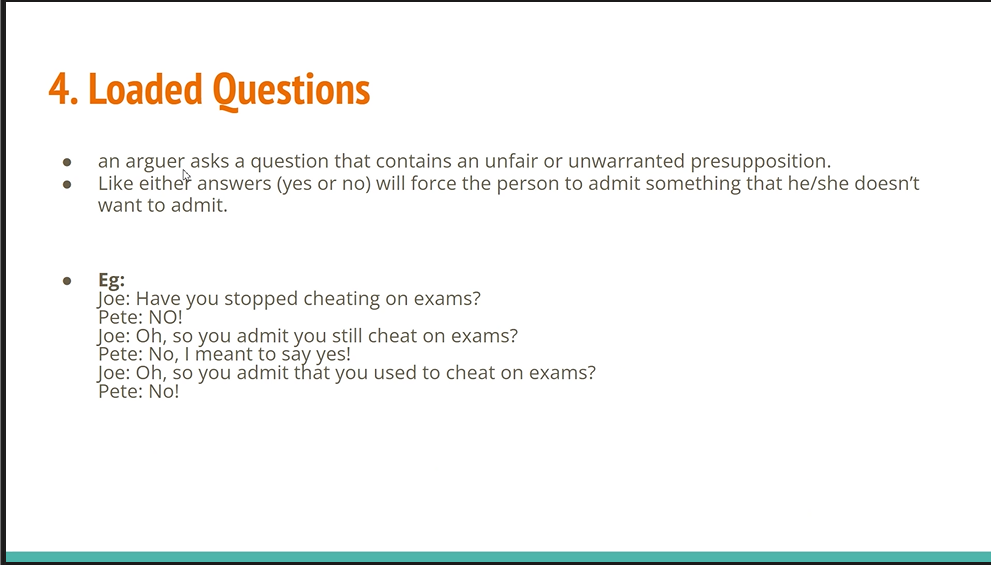 4. Loaded Questions
● an arguer asks a question that contains an unfair or unwarranted presupposition.
● Like either answers (yes or no) will force the person to admit something that he/she doesn’t
want to admit.
● Eg:
Joe: Have you stopped cheating on exams?
Pete: NO!
Joe: Oh, so you admit you still cheat on exams?
Pete: No, I meant to say yes!
Joe: Oh, so you admit that you used to cheat on exams?
Pete: No!